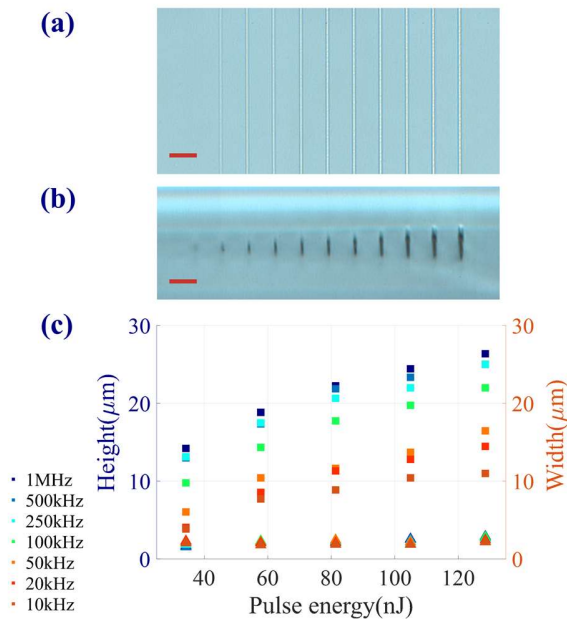 (a)
(b)
(c)
30
20
10
0
Height(μm)
30
20
10
0
Width(μm)
40
60
80
100
120
Pulse energy(nJ)
1MHz
500kHz
250kHz
100kHz
50kHz
20kHz
10kHz